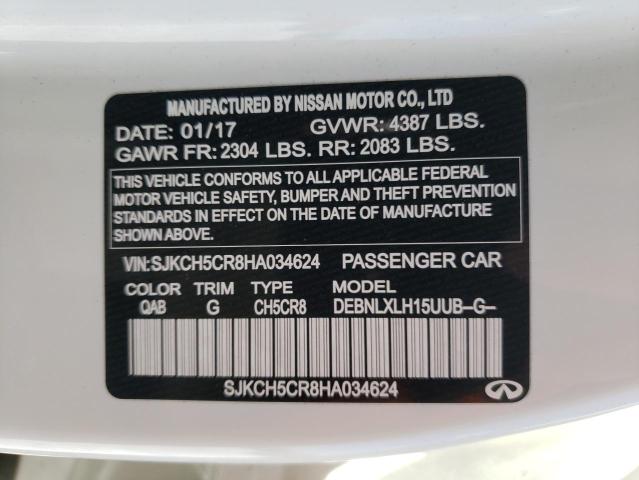 MANUFACTURED BY NISSAN MOTOR CO., LTD
DATE: 01/17 GVWR: 4387 LBS.
GAWR FR: 2304 LBS. RR: 2083 LBS.
THIS VEHICLE CONFORMS TO ALL APPLICABLE FEDERAL
MOTOR VEHICLE SAFETY, BUMPER AND THEFT PREVENTION
STANDARDS IN EFFECT ON THE DATE OF MANUFACTURE
SHOWN ABOVE.
VIN:SJKCH5CR8HA034624 PASSENGER CAR
COLOR TRIM TYPE MODEL
QAB G CH5CR8 DEBNLXLH15UUB-G-
SJKCH5CR8HA034624